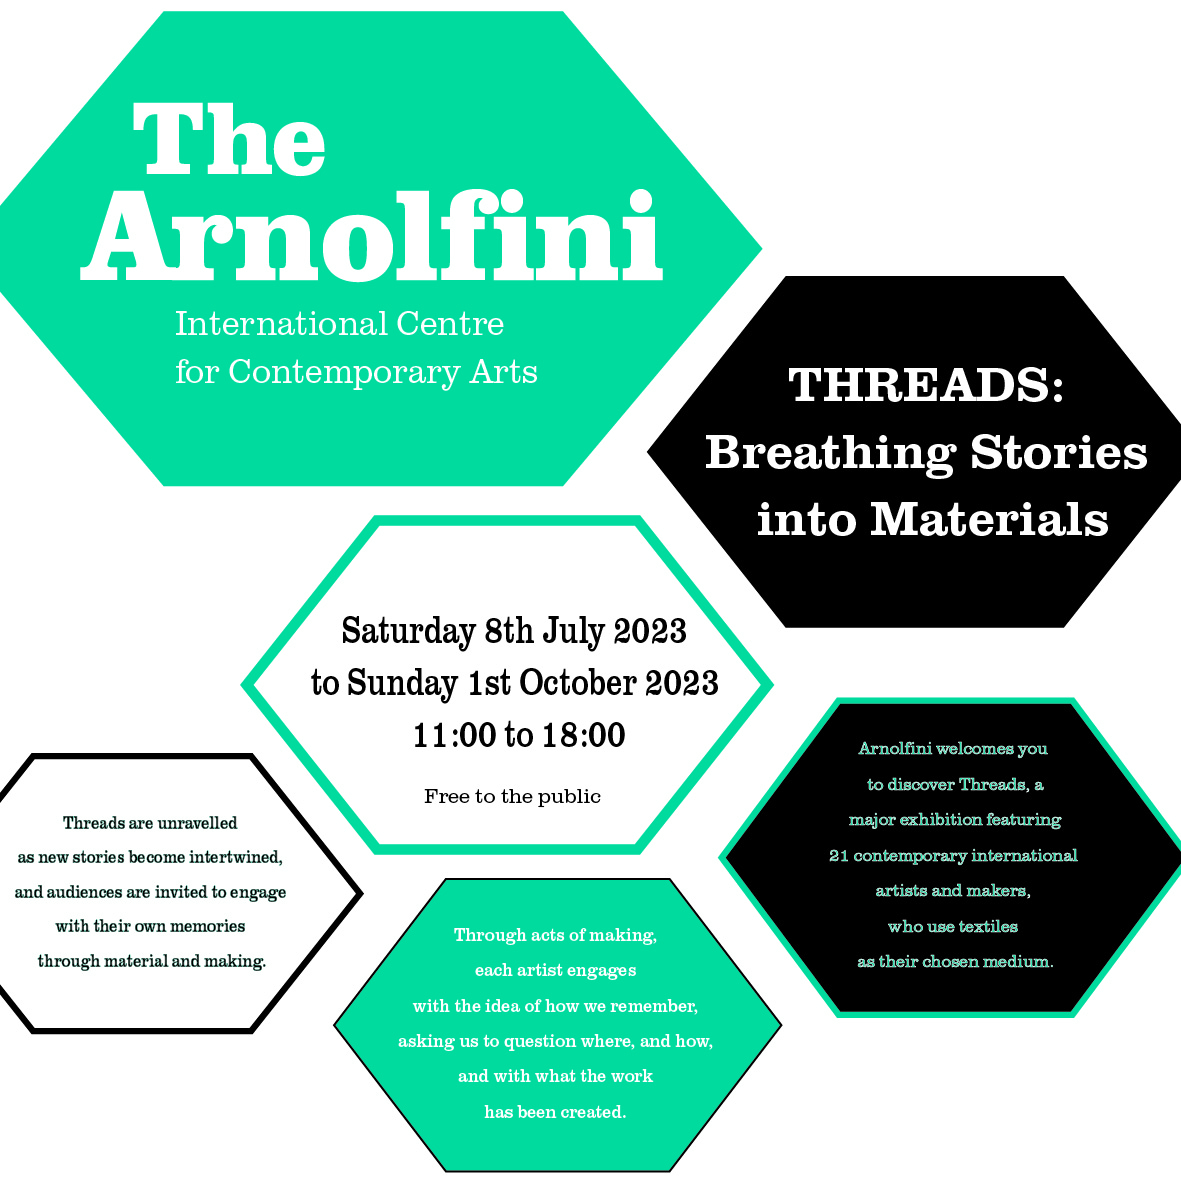 The
Arnolfini
International Centre
for Contemporary Arts
THREADS:
Breathing Stories
into Materials
Saturday 8th July 2023
to Sunday 1st October 2023
11:00 to 18:00
Free to the public
Arnolfini welcomes you
to discover Threads, a
major exhibition featuring
21 contemporary international
artists and makers,
who use textiles
as their chosen medium.
Threads are unravelled
as new stories become intertwined,
and audiences are invited to engage
with their own memories
through material and making.
Through acts of making,
each artist engages
with the idea of how we remember,
asking us to question where, and how,
and with what the work
has been created.